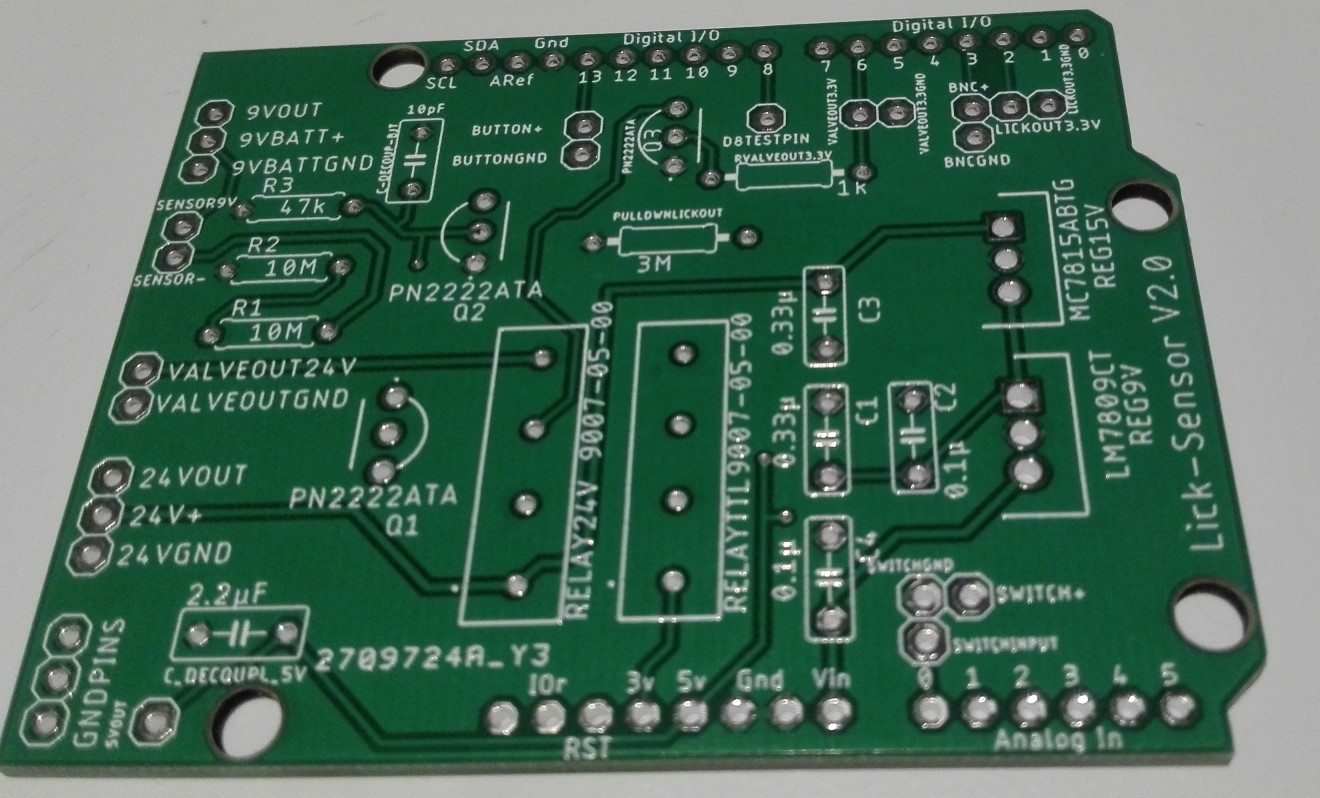 SDA
Gnd
Digital I/O
Digital I/O
SCL
ARef
13 12 11 10 9 8
7 6 5 4 3 2 1 0
9VOUT
9VBATT+
9VBATTGND
10pF
C-DECOUP-BJT
BUTTON+
BUTTONGND
PN2222ATA
Q3
D8TESTPIN
RVALVEOUT3.3V
1k
VALVEOUT3.3V
VALVEOUT3.3GND
BNC+
LICKOUT3.3GND
LICKOUT3.3V
BNCGND
R3
47k
SENSOR9V
SENSOR-
R2
10M
R1
10M
PN2222ATA
Q2
PULLDWNLICKOUT
3M
MC7815ABTG
REG15V
0.33µ
C3
VALVEOUT24V
VALVEOUTGND
RELAY24V 9007-05-00
RELAYTTL9007-05-00
0.33µ
C1
C2
0.1µ
LM7809CT
REG9V
Lick-Sensor V2.0
24VOUT
24V+
24VGND
PN2222ATA
Q1
0.1µ
C4
SWITCHGND
SWITCH+
SWITCHINPUT
2.2µF
C_DECOUPL_5V
2709724A_Y3
GNDPINS
5VOUT
IOr
3v
5v
Gnd
Vin
RST
0 1 2 3 4 5
Analog In